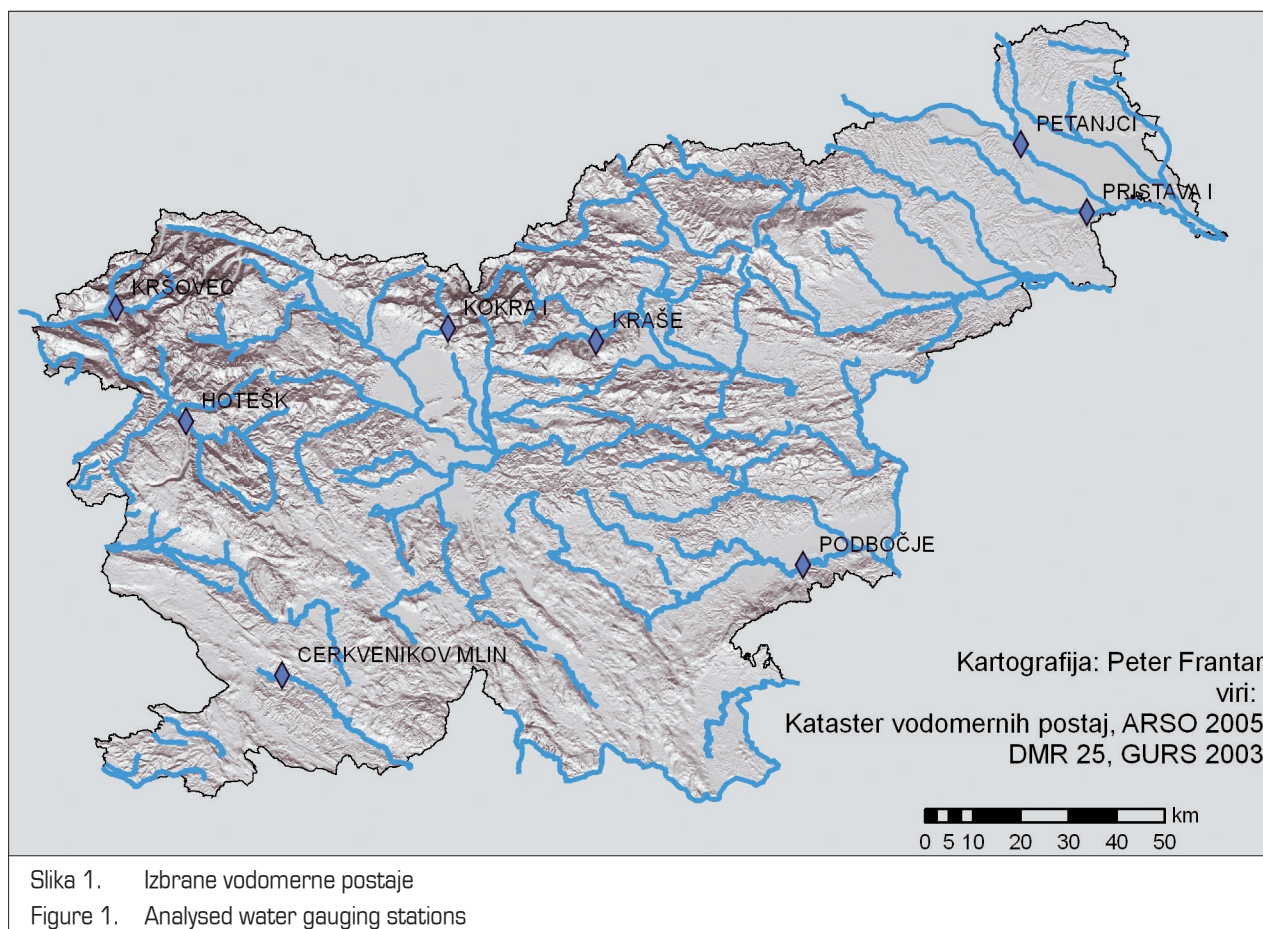 PETANJCI
PRISTAVA I
KRŠOVEC
KOKRA I
KRAŠE
HOTEŠK
PODBOČJE
CERKVENIKOV MLIN
Kartografija: Peter Frantar
viri:
Kataster vodomernih postaj, ARSO 2005
DMR 25, GURS 2003
km
0 5 10 20 30 40 50
Slika 1. Izbrane vodomerne postaje
Figure 1. Analysed water gauging stations